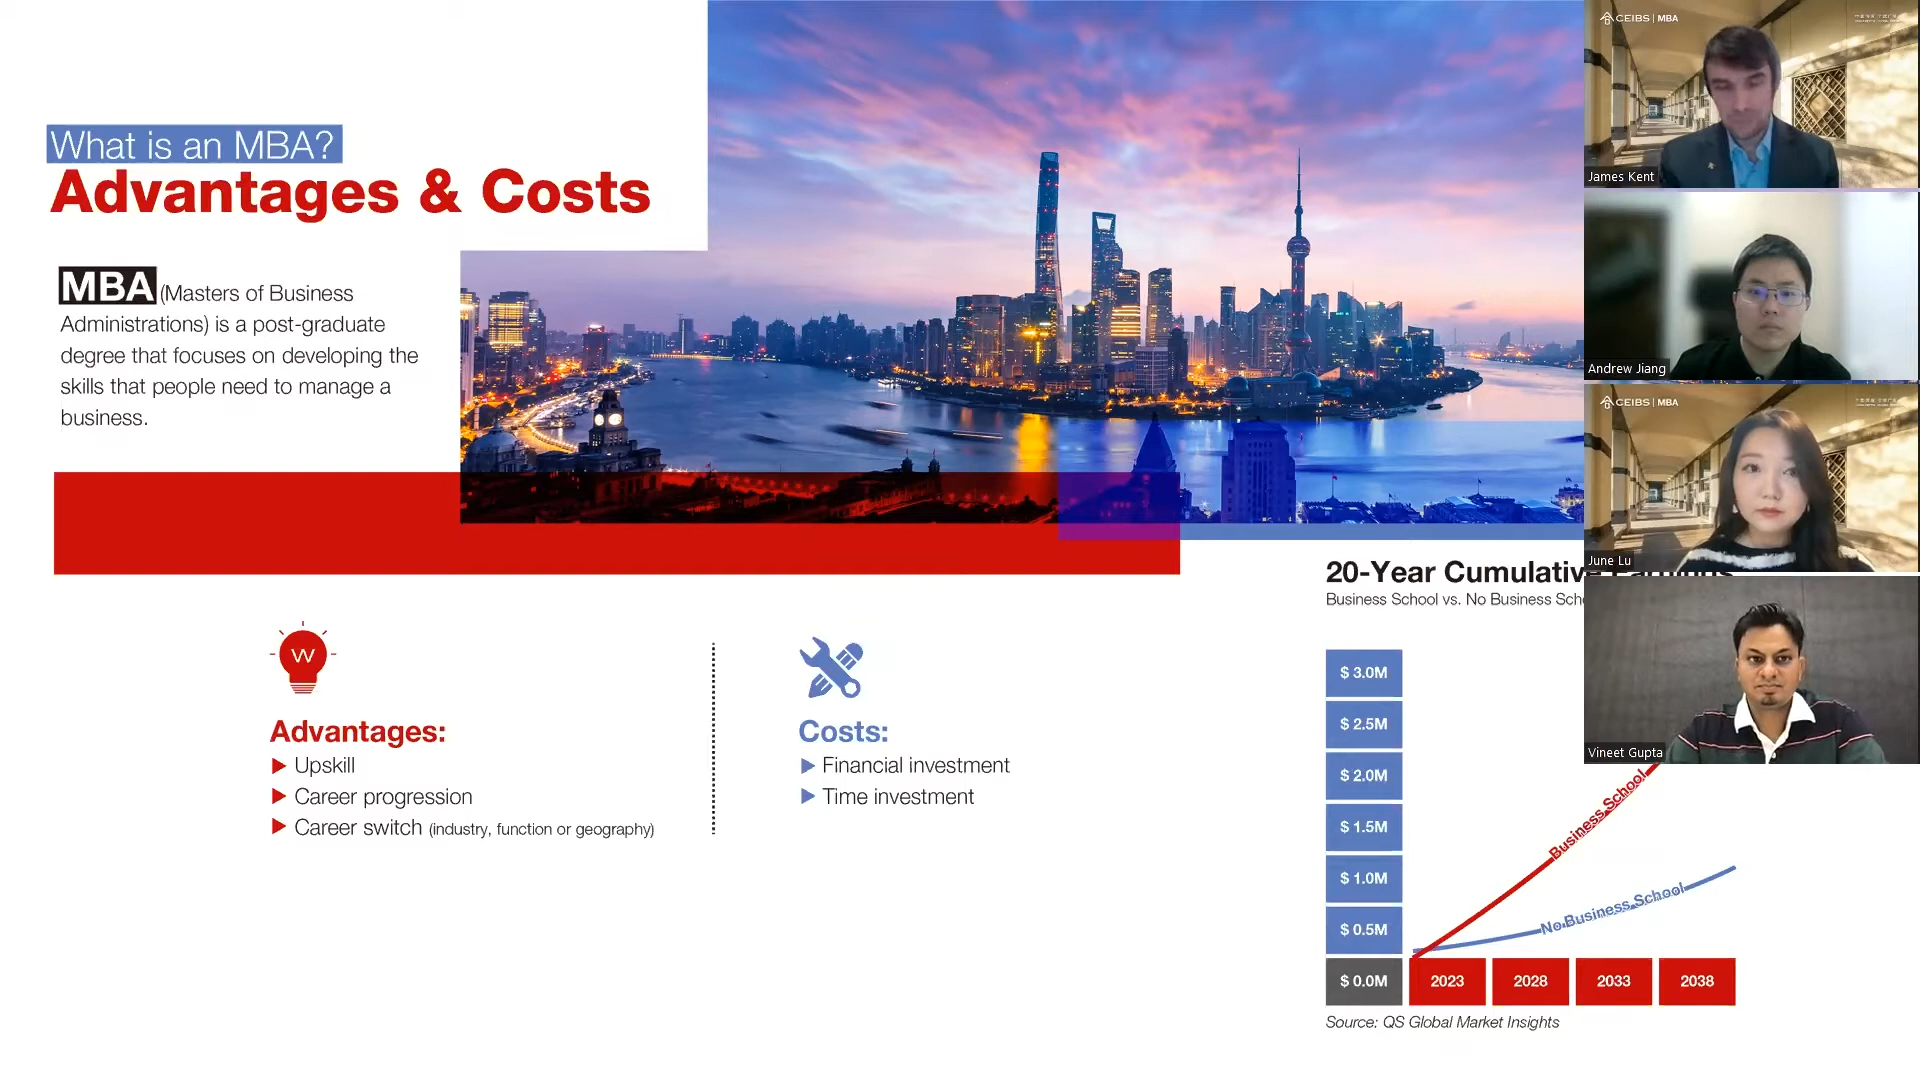 What is an MBA?
Advantages & Costs
MBA (Masters of Business
Administrations) is a post-graduate
degree that focuses on developing the
skills that people need to manage a
business.
Advantages:
Upskill
Career progression
Career switch (industry, function or geography)
Costs:
Financial investment
Time investment
20-Year Cumulative
Business School vs. No Business
$ 3.0M
$ 2.5M
$ 2.0M
$ 1.5M
$ 1.0M
$ 0.5M
$ 0.0M
Business School
No Business School
2023
2028
2033
2038
Source: QS Global Market Insights
CEIBS | MBA
James Kent
Andrew Jiang
CEIBS | MBA
June Lu
Vineet Gupta